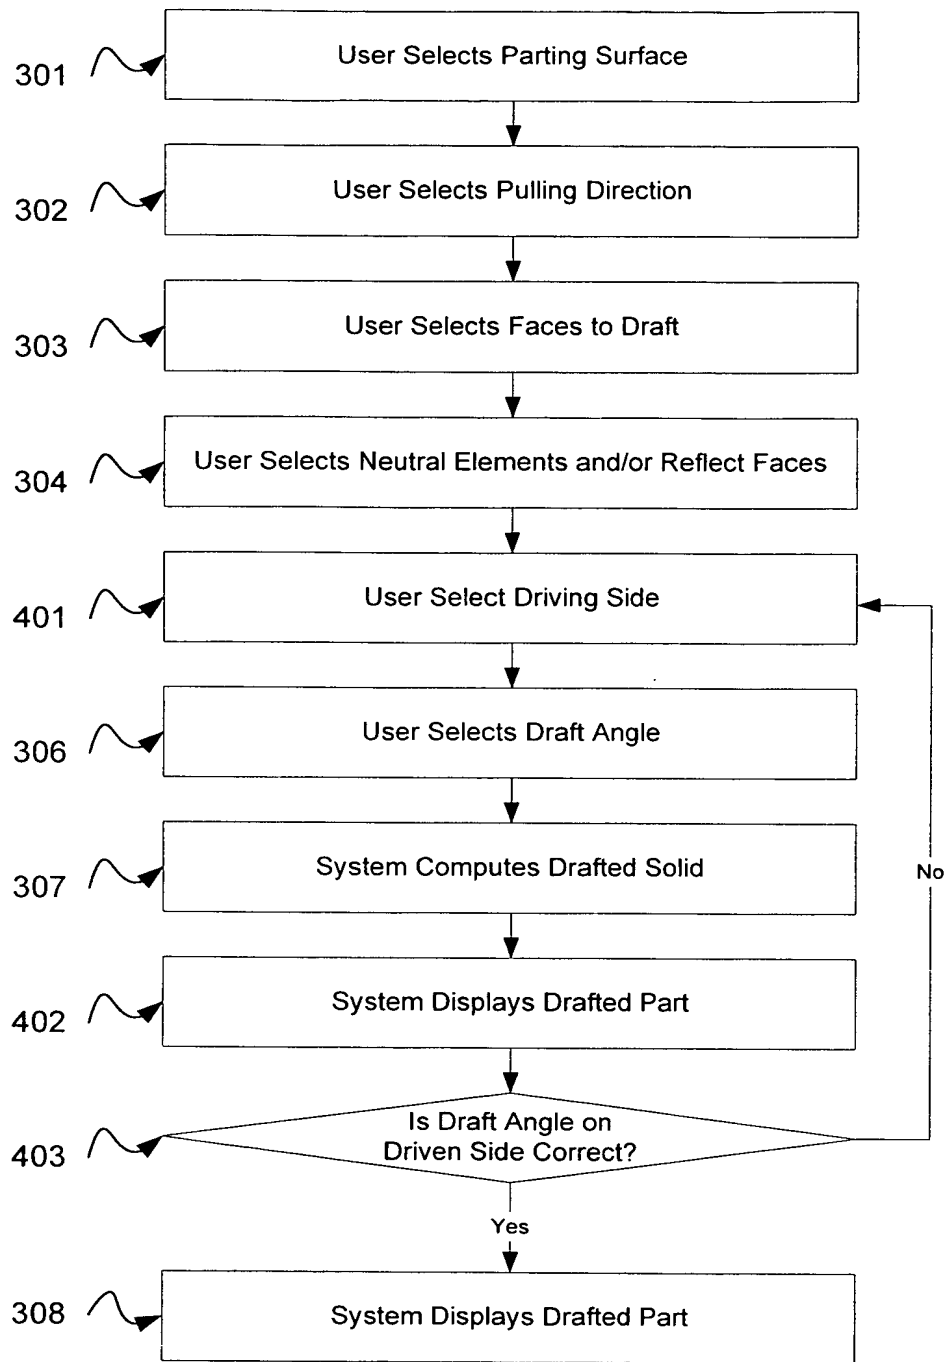 User Selects Parting Surface
301
User Selects Pulling Direction
302
User Selects Faces to Draft
303
User Selects Neutral Elements and/or Reflect Faces
304
User Select Driving Side
401
User Selects Draft Angle
306
System Computes Drafted Solid
307
No
System Displays Drafted Part
402
Is Draft Angle on
Driven Side Correct?
403
Yes
System Displays Drafted Part
308